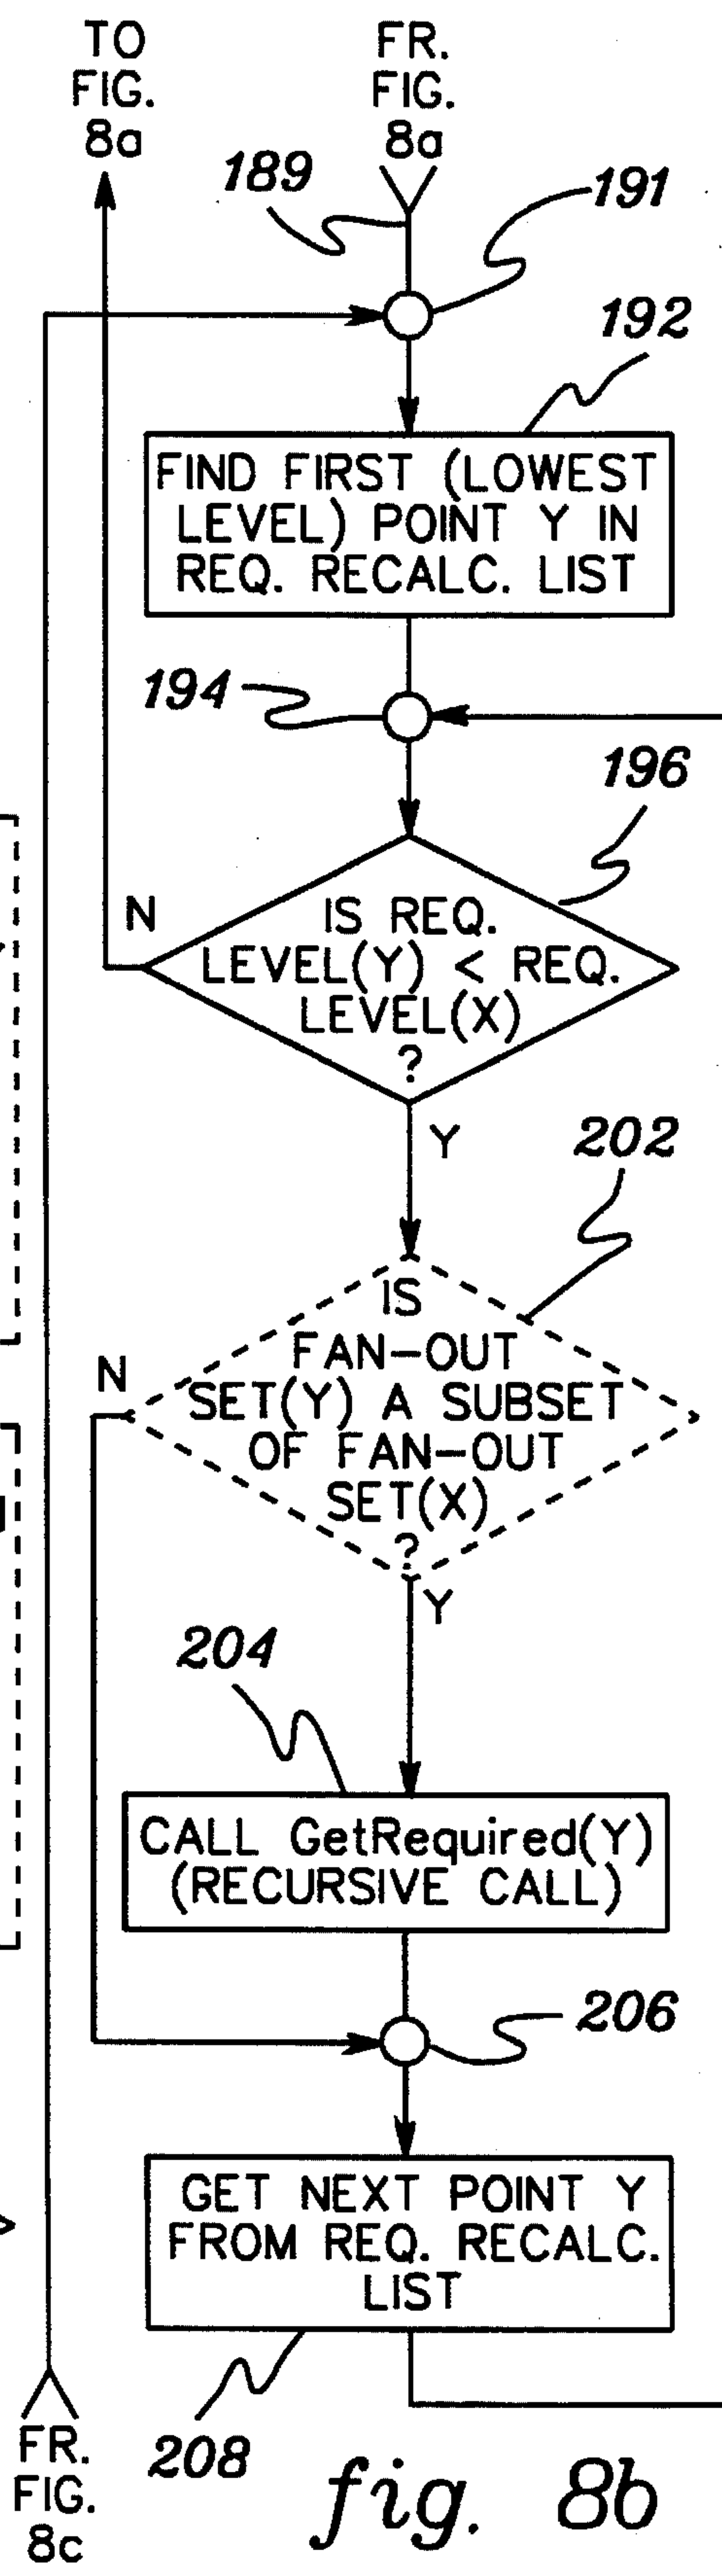 TO
FIG.
8a
FR.
FIG.
8a
189
191
192
FIND FIRST (LOWEST
LEVEL) POINT Y IN
REQ. RECALC. LIST
194
196
N
IS REQ.
LEVEL(Y) < REQ.
LEVEL(X)
?
Y
202
N
IS
FAN-OUT
SET(Y) A SUBSET
OF FAN-OUT
SET(X)
?
Y
204
CALL GetRequired(Y)
(RECURSIVE CALL)
206
GET NEXT POINT Y
FROM REQ. RECALC.
LIST
208
FR.
FIG.
8c
fig. 8b